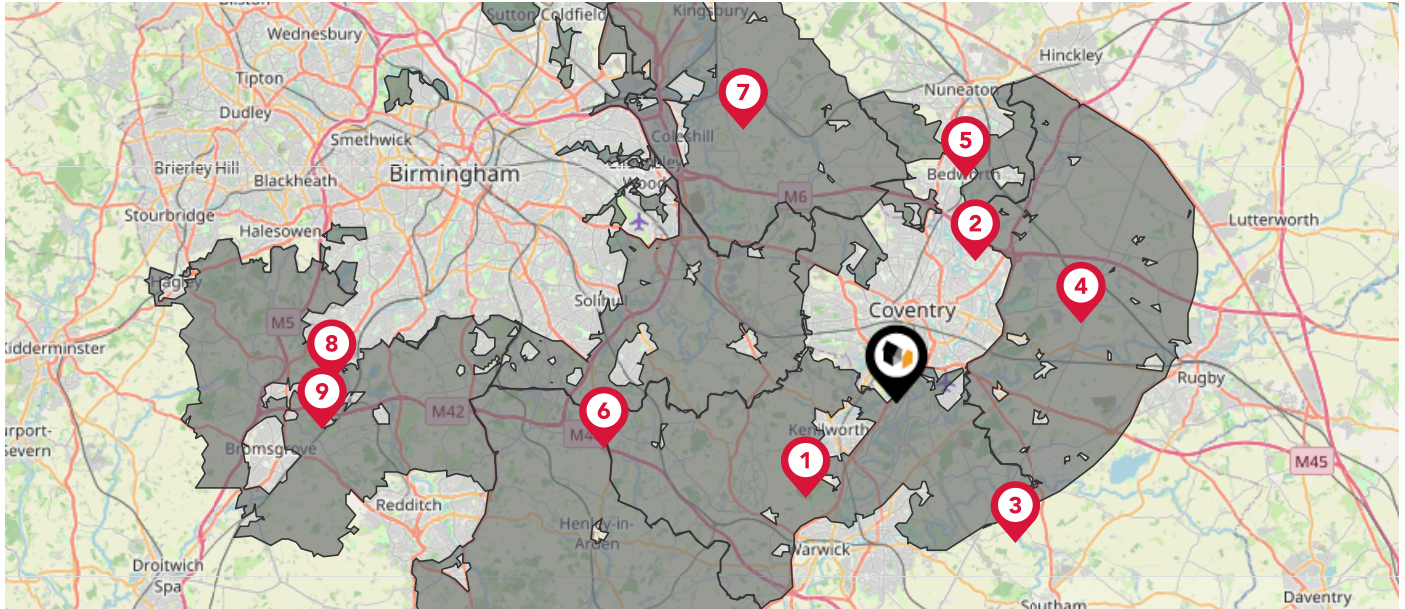 Sutton Coldfield
Kingsbury
Wednesbury
Hinckley
Tipton
7
Nuneaton
Dudley
Smethwick
Coleshill
5
Brierley Hill
Birmingham
Bedworth
Blackheath
Wood
M6
Stourbridge
Lutterworth
Halesowen
2
Hagley
4
Solihull
Coventry
M5
8
Kidderminster
Rugby
9
M42
6
Kenilworth
M4
Bromsgrove
1
M45
Redditch
3
Henley-in-
Arden
Warwick
Droitwich
Spa
Daventry
Southam